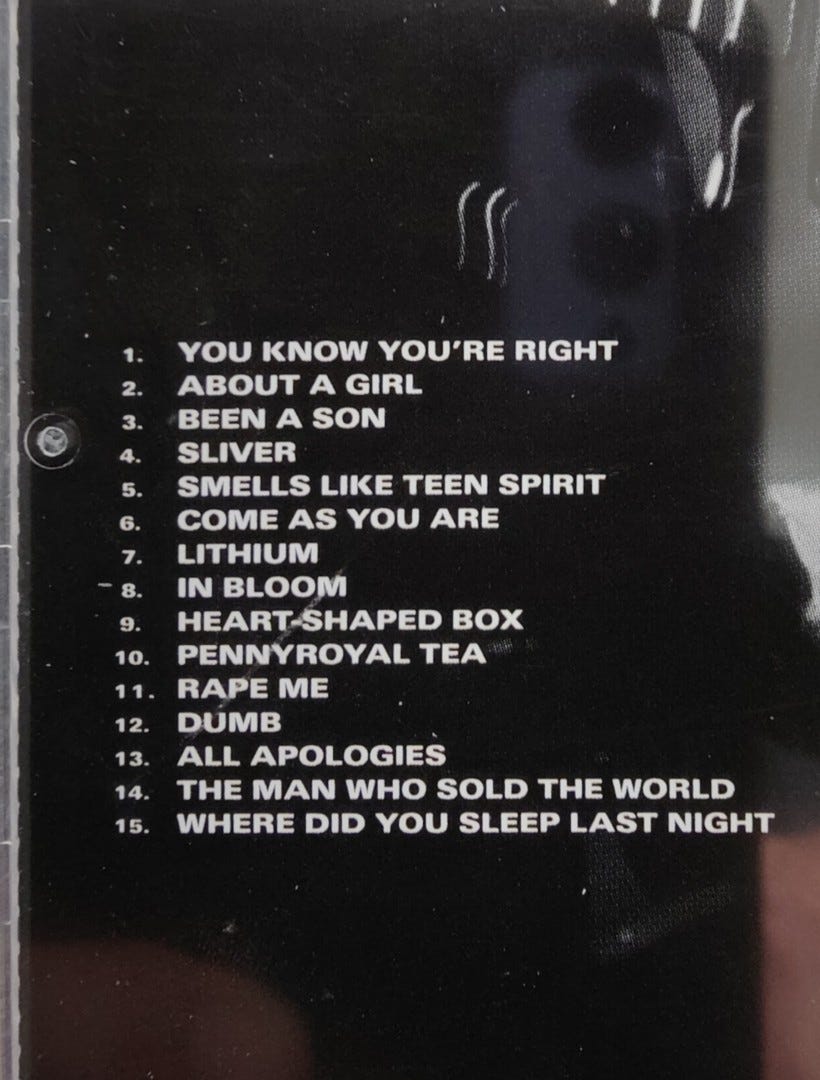 1. YOU KNOW YOU'RE RIGHT
2. ABOUT A GIRL
3. BEEN A SON
4. SLIVER
5. SMELLS LIKE TEEN SPIRIT
6. COME AS YOU ARE
7. LITHIUM
8. IN BLOOM
9. HEART-SHAPED BOX
10. PENNYROYAL TEA
11. RAPE ME
12. DUMB
13. ALL APOLOGIES
14. THE MAN WHO SOLD THE WORLD
15. WHERE DID YOU SLEEP LAST NIGHT